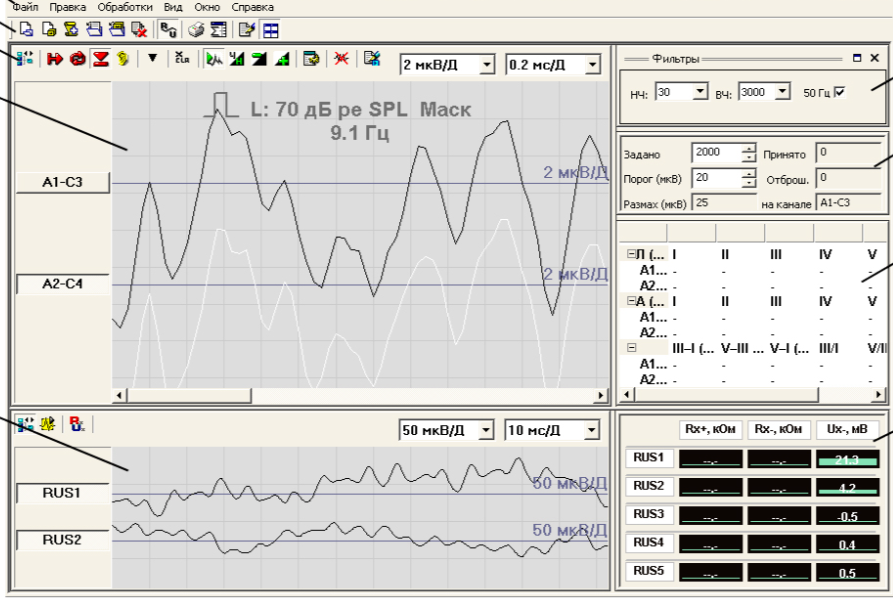 Файл Правка Обработки Вид Окно Справка
2 мкВ/Д 0.2 мс/Д
L: 70 дБ ре SPL Маск
9.1 Гц
A1-C3
2 мкВ/Д
A2-C4
2 мкВ/Д
Фильтры
НЧ: 30 ВЧ: 3000 50 Гц
Задано 2000 Принято 0
Порог (мкВ) 20 Отброш. 0
Размах (мкВ) 25 на канале A1-C3
Л (... I II III IV V
A1... - - - - -
A2... - - - - -
А (... I II III IV V
A1... - - - - -
A2... - - - - -
III–I (... V–III ... V–I (... III/I V/II
A1... - - - - -
A2... - - - - -
50 мкВ/Д 10 мс/Д
RUS1
50 мкВ/Д
RUS2
50 мкВ/Д
Rx+, кОм Rx-, кОм Ux-, мВ
RUS1 --,- --,- 21.3
RUS2 --,- --,- 4.2
RUS3 --,- --,- -0.5
RUS4 --,- --,- 0.4
RUS5 --,- --,- 0.5